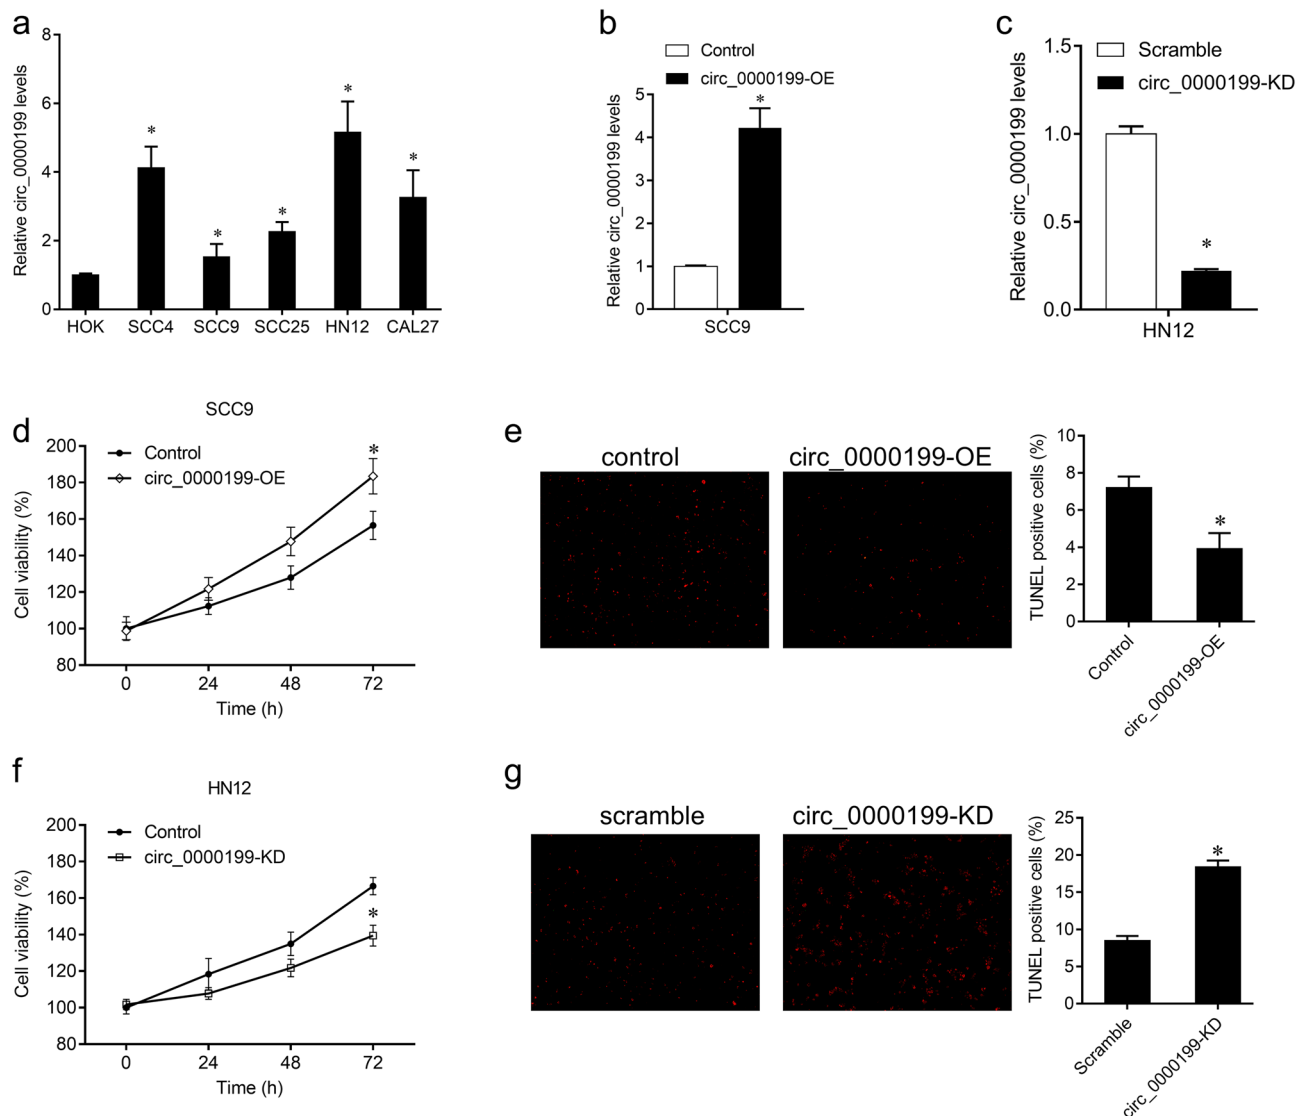 a
Relative circ_0000199 levels
8
6
4
2
0
*
*
*
*
*
HOK SCC4 SCC9 SCC25 HN12 CAL27
b
Control
circ_0000199-OE
Relative circ_0000199 levels
5
4
3
2
1
0
*
SCC9
c
Scramble
circ_0000199-KD
Relative circ_0000199 levels
1.5
1.0
0.5
0.0
*
HN12
d
SCC9
Control
circ_0000199-OE
Cell viability (%)
200
180
160
140
120
100
80
*
0 24 48 72
Time (h)
e
control circ_0000199-OE
TUNEL positive cells (%)
10
8
6
4
2
0
*
Control
circ_0000199-OE
f
HN12
Control
circ_0000199-KD
Cell viability (%)
200
180
160
140
120
100
80
*
0 24 48 72
Time (h)
g
scramble circ_0000199-KD
TUNEL positive cells (%)
25
20
15
10
5
0
*
Scramble
circ_0000199-KD